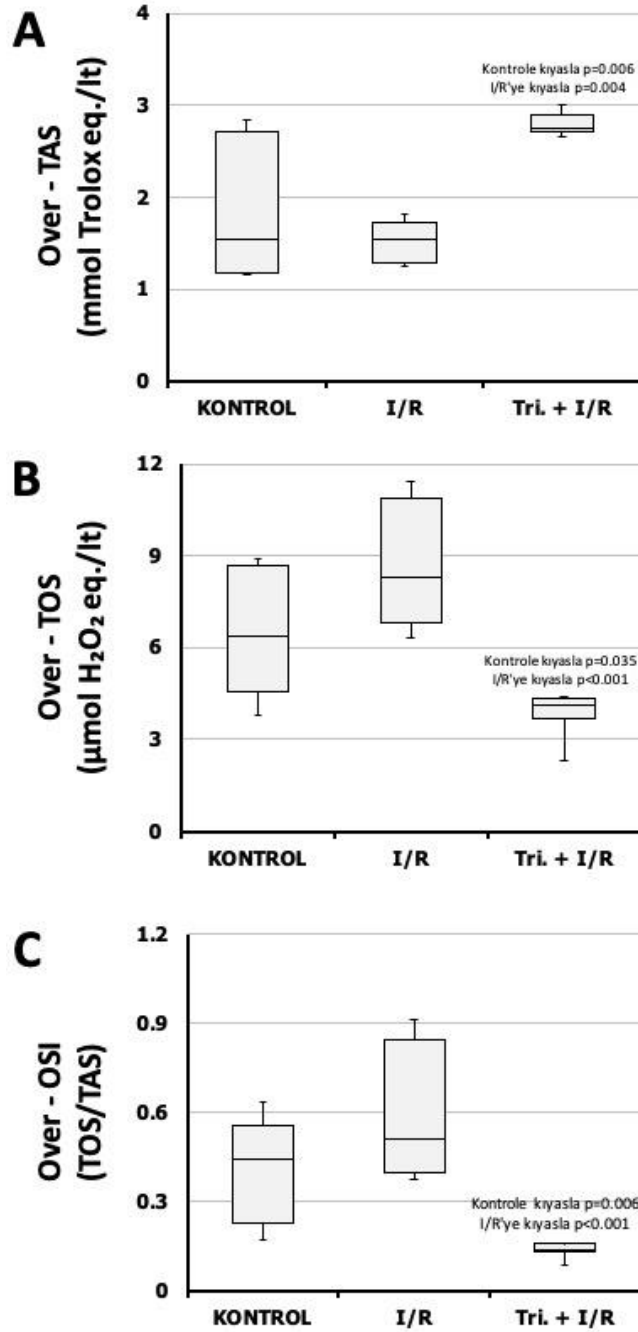 A
Over - TAS
(mmol Trolox eq./lt)
4
3
2
1
0
Kontrole kıyasla p=0.006
I/R'ye kıyasla p=0.004
KONTROL I/R Tri. + I/R
B
Over - TOS
(µmol H₂O₂ eq./lt)
12
9
6
3
0
Kontrole kıyasla p=0.035
I/R'ye kıyasla p<0.001
KONTROL I/R Tri. + I/R
C
Over - OSI
(TOS/TAS)
1.2
0.9
0.6
0.3
0
Kontrole kıyasla p=0.006
I/R'ye kıyasla p<0.001
KONTROL I/R Tri. + I/R